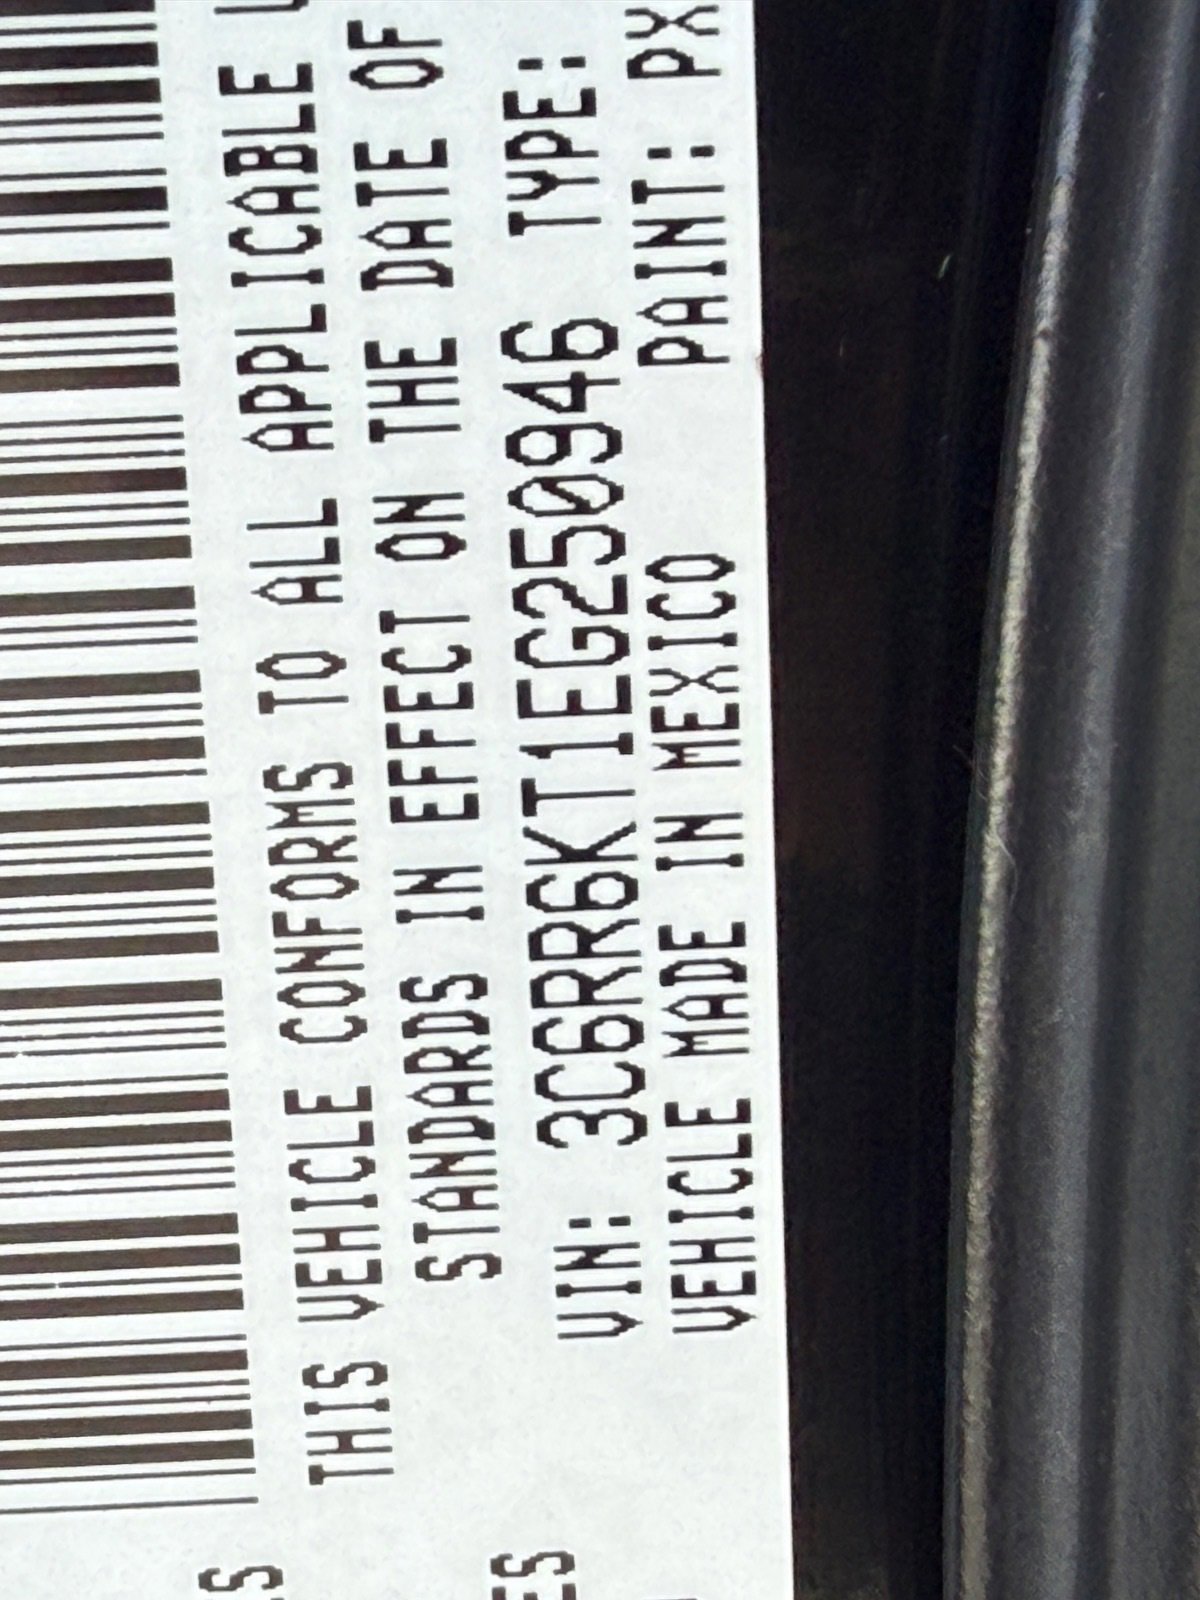 THIS VEHICLE CONFORMS TO ALL APPLICABLE
STANDARDS IN EFFECT ON THE DATE OF
VIN: 3C6RR6KT1EG250946 TYPE:
VEHICLE MADE IN MEXICO PAINT: PX